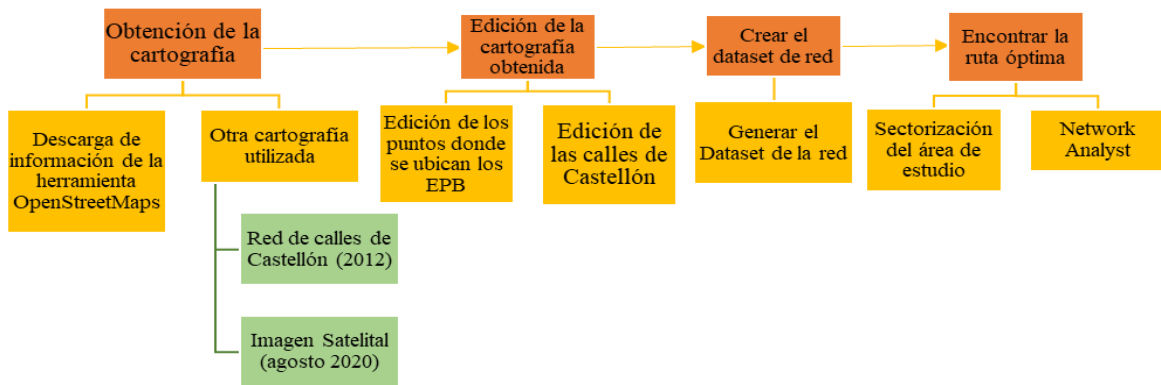 Obtención de la
cartografía
Edición de la
cartografía
obtenida
Crear el
dataset de red
Encontrar la
ruta óptima
Descarga de
información de la
herramienta
OpenStreetMaps
Otra cartografía
utilizada
Edición de los
puntos donde
se ubican los
EPB
Edición de
las calles de
Castellón
Generar el
Dataset de la red
Sectorización
del área de
estudio
Network
Analyst
Red de calles de
Castellón (2012)
Imagen Satelital
(agosto 2020)